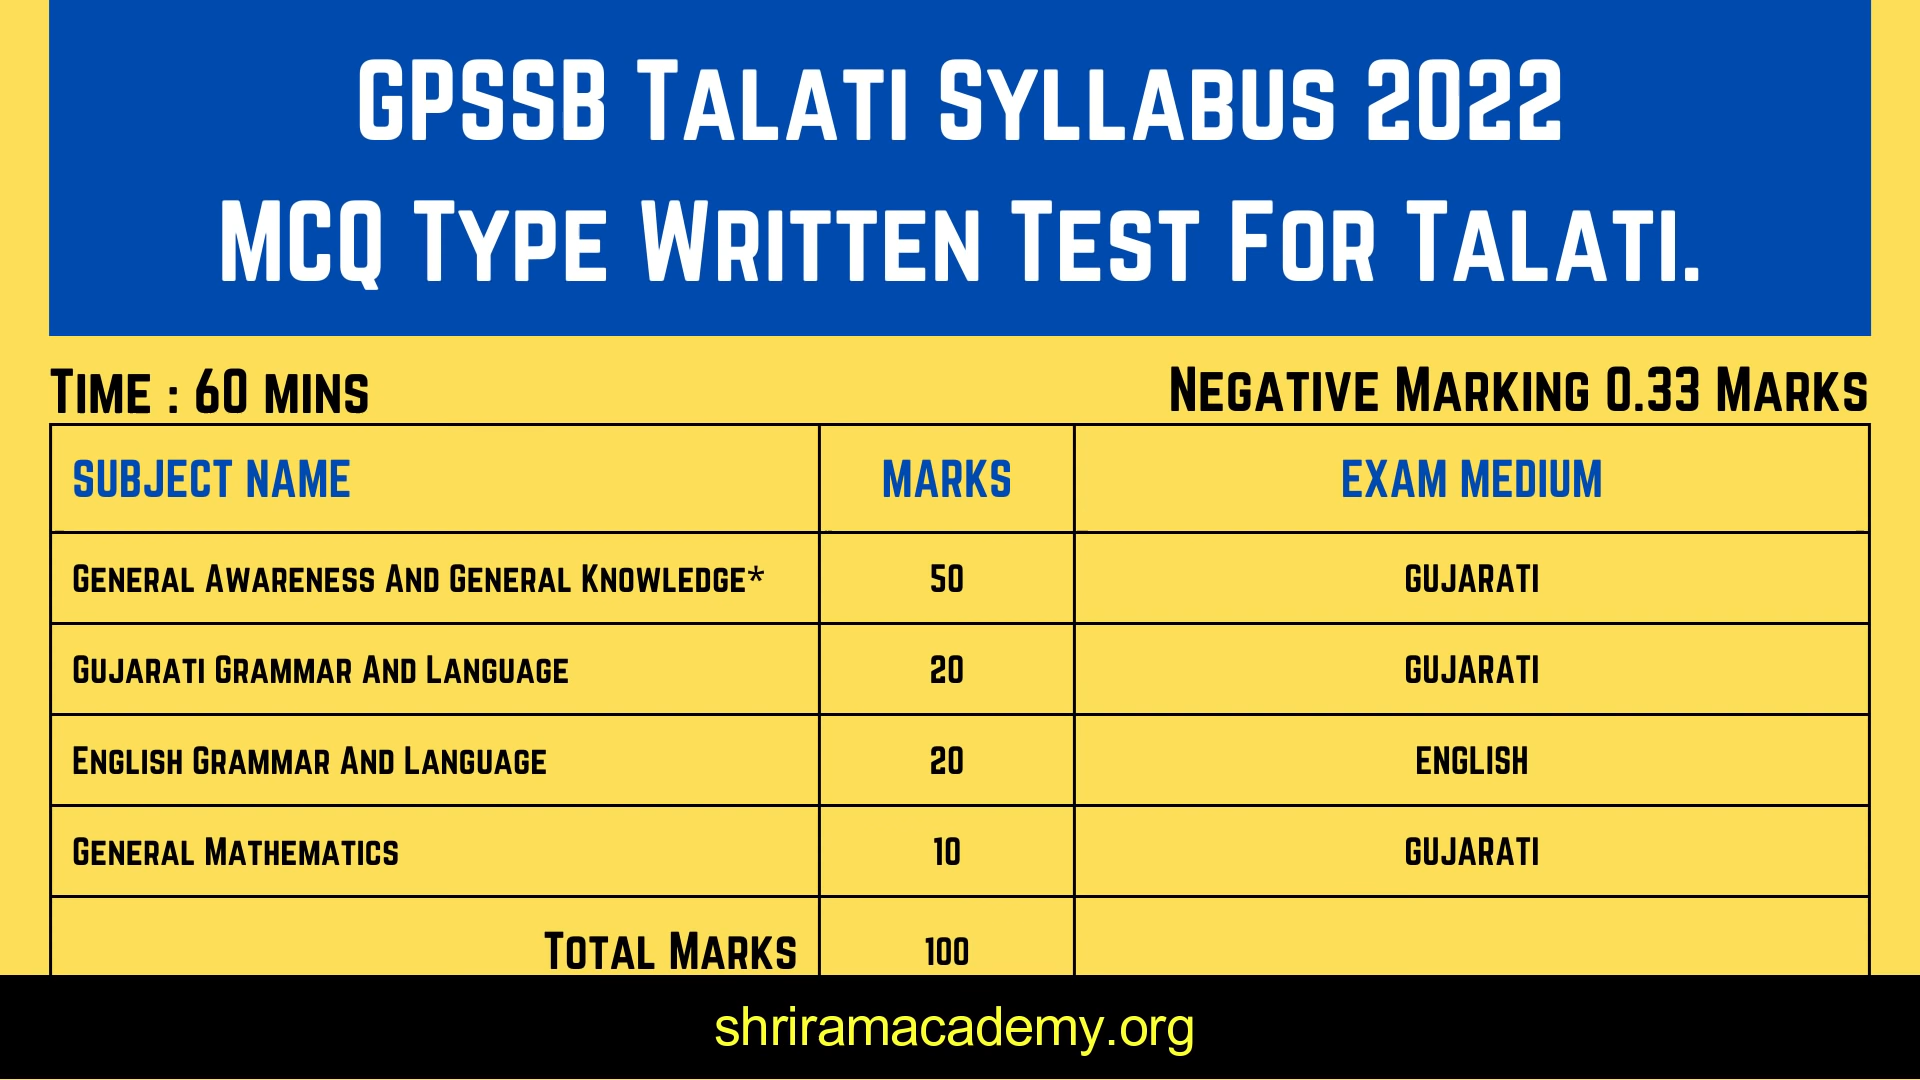 GPSSB Talati Syllabus 2022
MCQ Type Written Test For Talati.
Time : 60 mins
Negative Marking 0.33 Marks
SUBJECT NAME MARKS EXAM MEDIUM
General Awareness And General Knowledge* 50 GUJARATI
Gujarati Grammar And Language 20 GUJARATI
English Grammar And Language 20 ENGLISH
General Mathematics 10 GUJARATI
Total Marks 100
shriramacademy.org